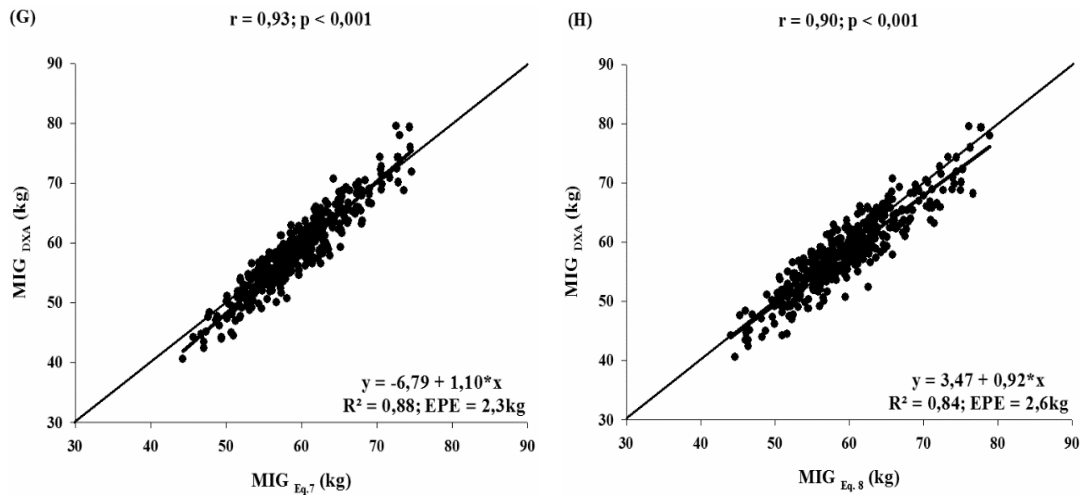 (G)
r = 0,93; p < 0,001
90
80
70
60
50
40
30
MIG DXA (kg)
30 40 50 60 70 80 90
y = -6,79 + 1,10*x
R² = 0,88; EPE = 2,3kg
MIG Eq.7 (kg)
(H)
r = 0,90; p < 0,001
90
80
70
60
50
40
30
MIG DXA (kg)
30 40 50 60 70 80 90
y = 3,47 + 0,92*x
R² = 0,84; EPE = 2,6kg
MIG Eq. 8 (kg)